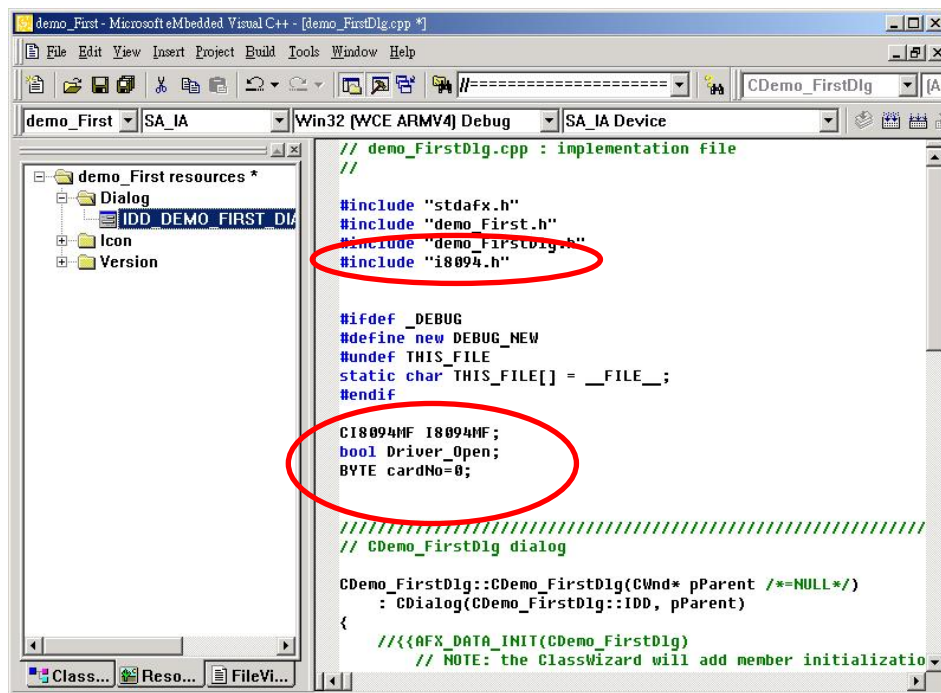 demo_First - Microsoft eMbedded Visual C++ - [demo_FirstDlg.cpp *]
File Edit View Insert Project Build Tools Window Help
//===================== CDemo_FirstDlg (A
demo_First SA_IA Win32 (WCE ARMV4) Debug SA_IA Device
demo_First resources *
Dialog
IDD_DEMO_FIRST_DIA
Icon
Version
Class... Reso... FileVi...
// demo_FirstDlg.cpp : implementation file
//
#include "stdafx.h"
#include "demo_First.h"
#include "demo_FirstDlg.h"
#include "i8094.h"
#ifdef _DEBUG
#define new DEBUG_NEW
#undef THIS_FILE
static char THIS_FILE[] = __FILE__;
#endif
CI8094MF I8094MF;
bool Driver_Open;
BYTE cardNo=0;
/////////////////////////////////////////////////////////////
// CDemo_FirstDlg dialog
CDemo_FirstDlg::CDemo_FirstDlg(CWnd* pParent /*=NULL*/)
: CDialog(CDemo_FirstDlg::IDD, pParent)
{
//{{AFX_DATA_INIT(CDemo_FirstDlg)
// NOTE: the ClassWizard will add member initializatio